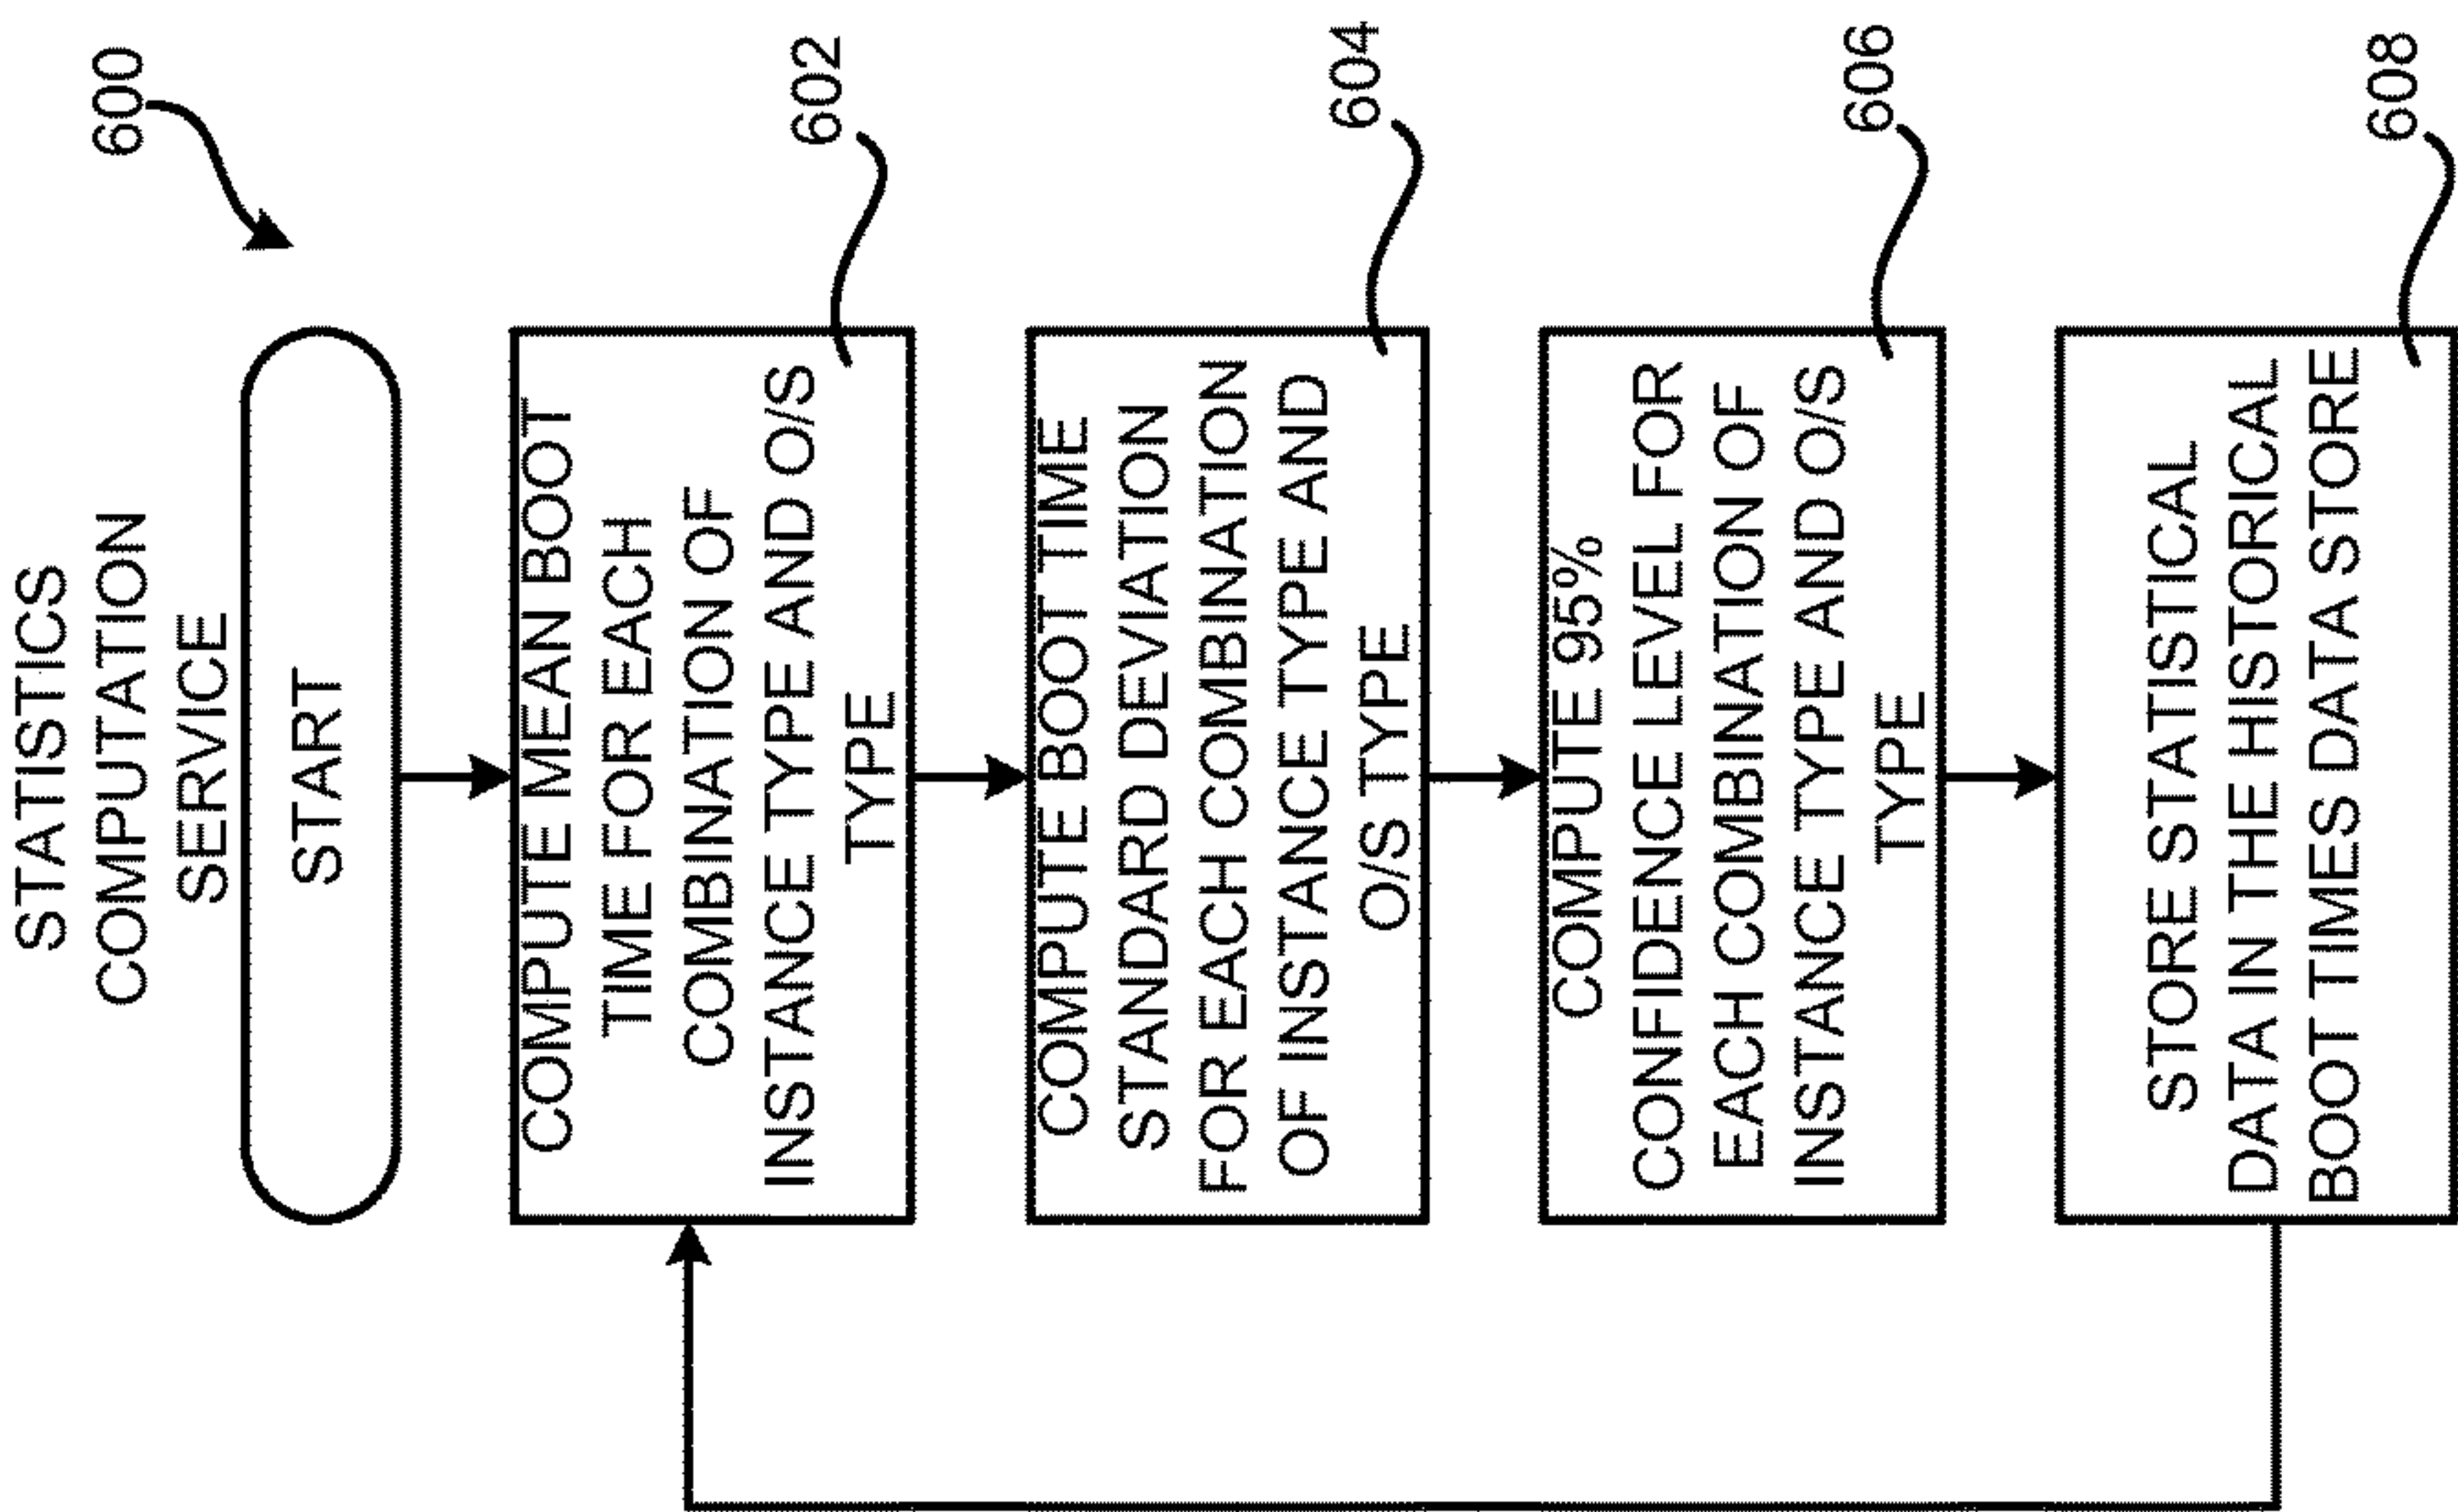 STATISTICS
COMPUTATION
SERVICE
600
START
COMPUTE MEAN BOOT
TIME FOR EACH
COMBINATION OF
INSTANCE TYPE AND O/S
TYPE
602
COMPUTE BOOT TIME
STANDARD DEVIATION
FOR EACH COMBINATION
OF INSTANCE TYPE AND
O/S TYPE
604
COMPUTE 95%
CONFIDENCE LEVEL FOR
EACH COMBINATION OF
INSTANCE TYPE AND O/S
TYPE
606
STORE STATISTICAL
DATA IN THE HISTORICAL
BOOT TIMES DATA STORE
608